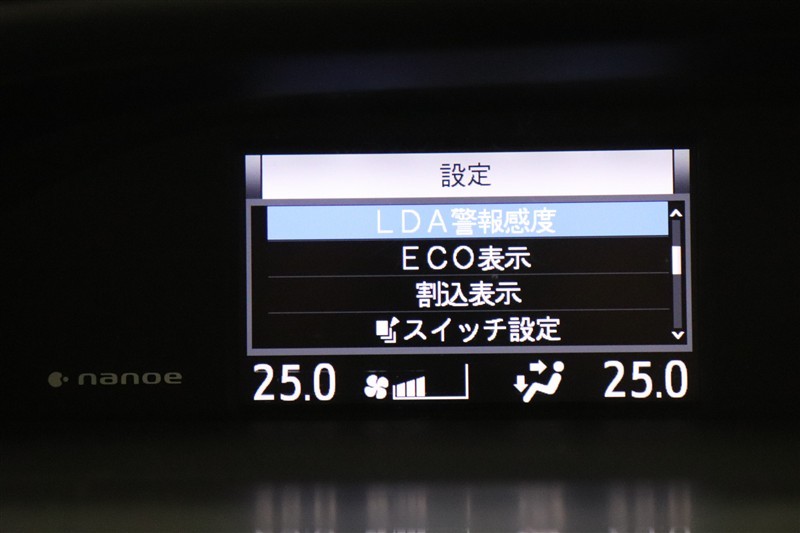 設定
ＬＤＡ警報感度
ＥＣＯ表示
割込表示
スイッチ設定
nanoe
25.0 25.0